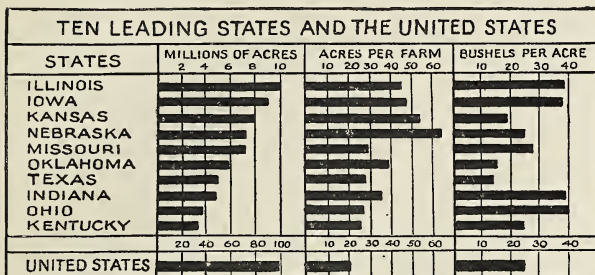 TEN LEADING STATES AND THE UNITED STATES
STATES MILLIONS OF ACRES ACRES PER FARM BUSHELS PER ACRE
2 4 6 8 10 10 20 30 40 50 60 10 20 30 40
ILLINOIS
IOWA
KANSAS
NEBRASKA
MISSOURI
OKLAHOMA
TEXAS
INDIANA
OHIO
KENTUCKY
20 40 60 80 100 10 20 30 40 50 60 10 20 30 40
UNITED STATES